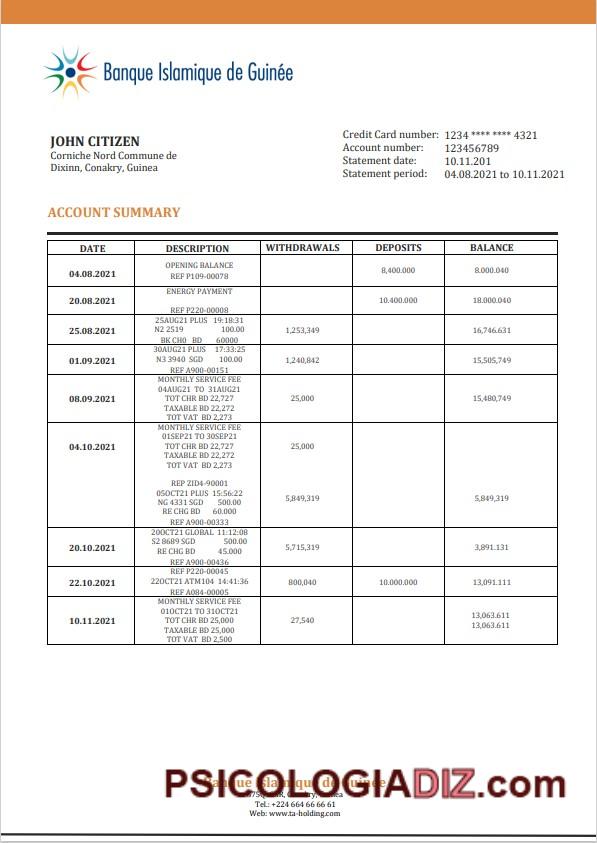 Banque Islamique de Guinée
JOHN CITIZEN
Corniche Nord Commune de
Dixinn, Conakry, Guinea
Credit Card number: 1234 **** **** 4321
Account number: 123456789
Statement date: 10.11.201
Statement period: 04.08.2021 to 10.11.2021
ACCOUNT SUMMARY
DATE DESCRIPTION WITHDRAWALS DEPOSITS BALANCE
OPENING BALANCE
04.08.2021 8,400.000 8.000.040
REF P109-00078
ENERGY PAYMENT
20.08.2021 10.400.000 18.000.040
REF P220-00008
25AUG21 PLUS 19:18:31
25.08.2021 N2 2519 100.00 1,253,349 16,746.631
BK CH0 BD 60000
30AUG21 PLUS 17:33:25
01.09.2021 N3 3940 SGD 100.00 1,240,842 15,505,749
REF A900-00151
MONTHLY SERVICE FEE
04AUG21 TO 31AUG21
08.09.2021 TOT CHR BD 22,727 25,000 15,480,749
TAXABLE BD 22,272
TOT VAT BD 2,273
MONTHLY SERVICE FEE
01SEP21 TO 30SEP21
04.10.2021 TOT CHR BD 22,727 25,000
TAXABLE BD 22,272
TOT VAT BD 2,273
REP ZID4-90001
05OCT21 PLUS 15:56:22
5,849,319 5,849,319
NG 4331 SGD 500.00
RE CHG BD 60.000
REF A900-00333
20OCT21 GLOBAL 11:12:08
S2 8689 SGD 500.00
20.10.2021 5,715,319 3,891.131
RE CHG BD 45.000
REF A900-00436
REF P220-00045
22.10.2021 22OCT21 ATM104 14:41:36 800,040 10.000.000 13,091.111
REF A084-00005
MONTHLY SERVICE FEE
01OCT21 TO 31OCT21
10.11.2021 TOT CHR BD 25,000 27,540 13,063.611
TAXABLE BD 25,000 13,063.611
TOT VAT BD 2,500
Banque Islamique de Guinée
PSICOLOGIADIZ.com
Tel.: +224 664 66 66 61
Web: www.ta-holding.com